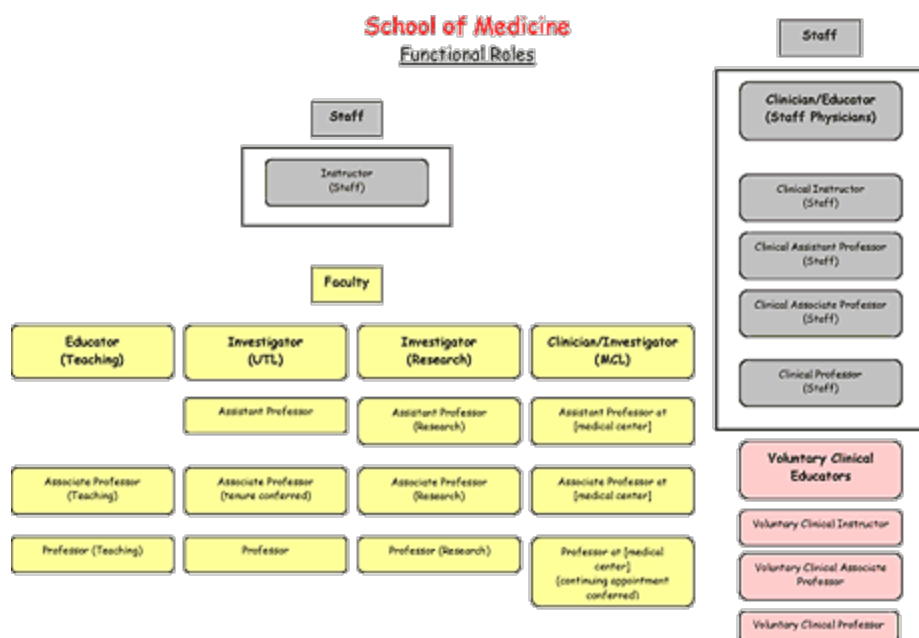 School of Medicine
Functional Roles
Staff
Instructor
(Staff)
Faculty
Educator
(Teaching)
Investigator
(UTL)
Investigator
(Research)
Clinician/Investigator
(MCL)
Assistant Professor
Assistant Professor
(Research)
Assistant Professor at
[medical center]
Associate Professor
(Teaching)
Associate Professor
(tenure conferred)
Associate Professor
(Research)
Associate Professor at
[medical center]
Professor (Teaching)
Professor
Professor (Research)
Professor at [medical
center]
(continuing appointment
conferred)
Staff
Clinician/Educator
(Staff Physicians)
Clinical Instructor
(Staff)
Clinical Assistant Professor
(Staff)
Clinical Associate Professor
(Staff)
Clinical Professor
(Staff)
Voluntary Clinical
Educators
Voluntary Clinical Instructor
Voluntary Clinical Associate
Professor
Voluntary Clinical Professor